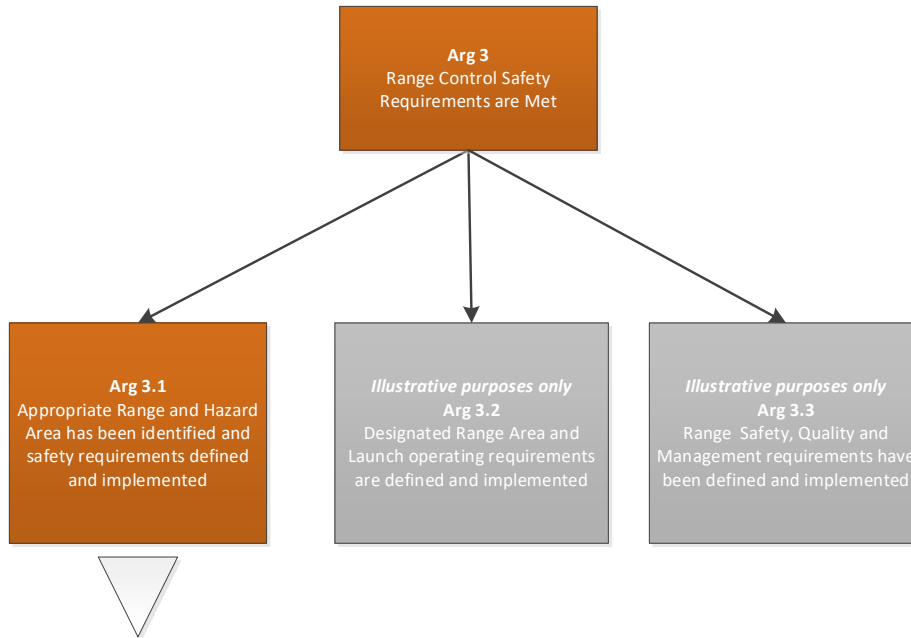 Arg 3
Range Control Safety
Requirements are Met
Arg 3.1
Appropriate Range and Hazard
Area has been identified and
safety requirements defined
and implemented
Illustrative purposes only
Arg 3.2
Designated Range Area and
Launch operating requirements
are defined and implemented
Illustrative purposes only
Arg 3.3
Range Safety, Quality and
Management requirements have
been defined and implemented